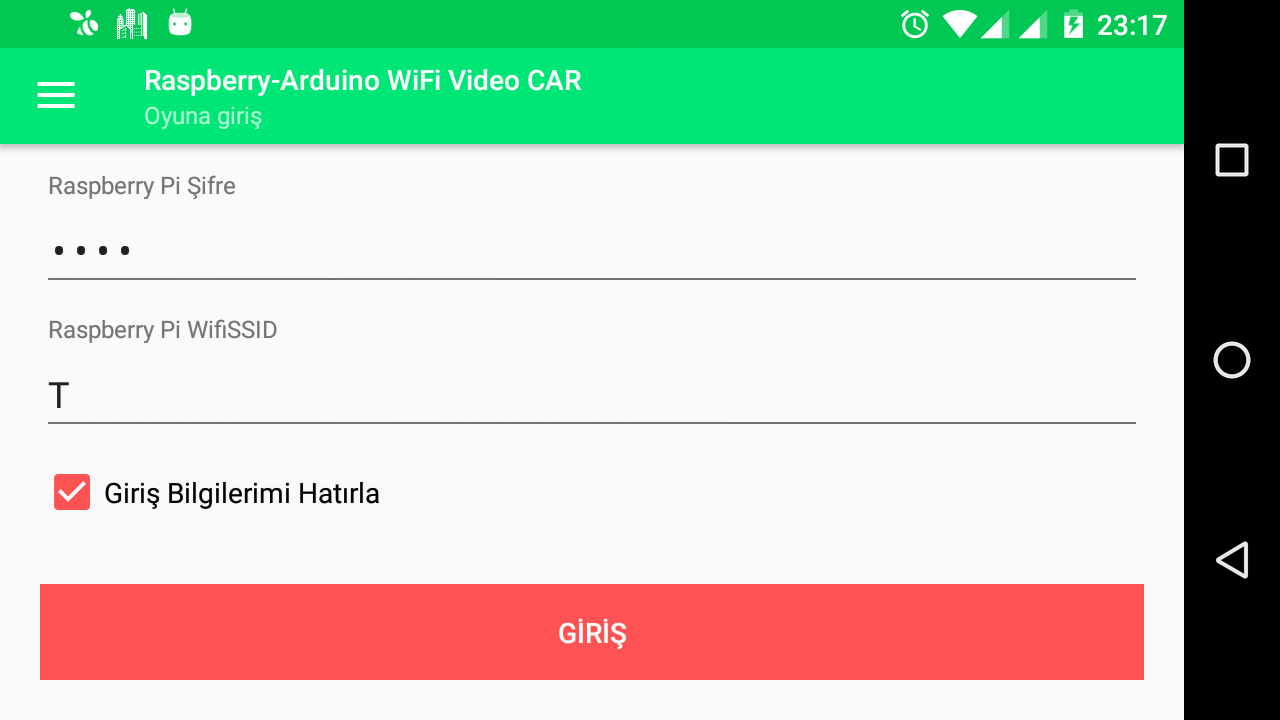 23:17
Raspberry-Arduino WiFi Video CAR
Oyuna giriş
Raspberry Pi Şifre
••••
Raspberry Pi WifiSSID
T
Giriş Bilgilerimi Hatırla
GİRİŞ